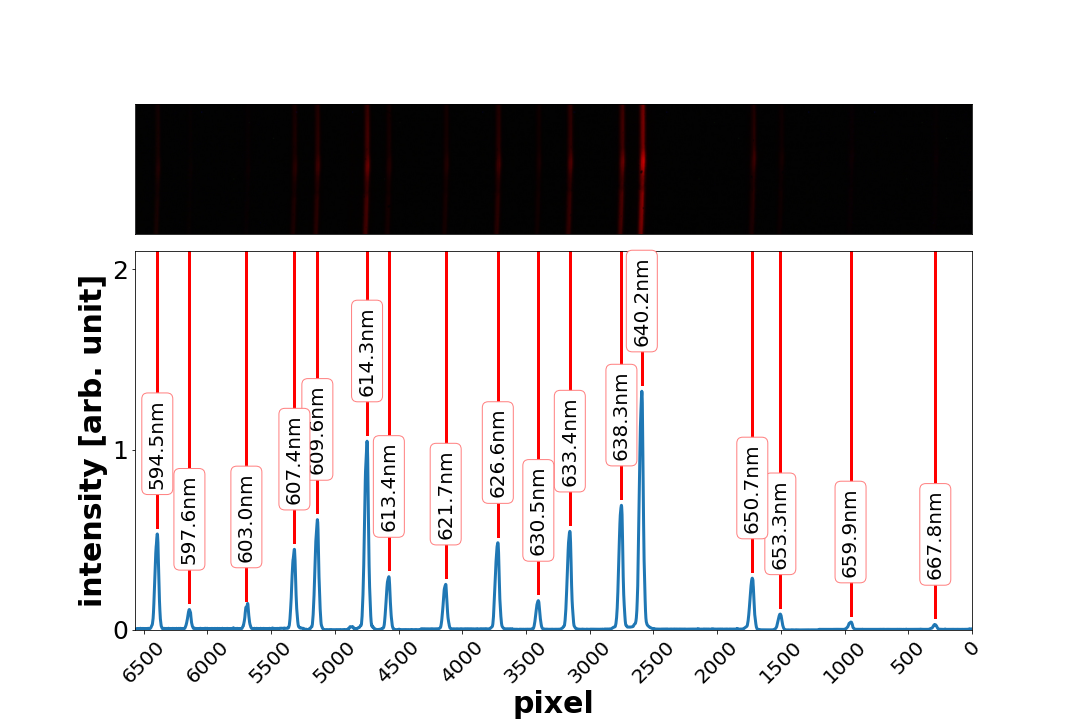 intensity [arb. unit]
2
1
0
594.5nm
597.6nm
603.0nm
607.4nm
609.6nm
614.3nm
613.4nm
621.7nm
626.6nm
630.5nm
633.4nm
638.3nm
640.2nm
650.7nm
653.3nm
659.9nm
667.8nm
6500
6000
5500
5000
4500
4000
3500
3000
2500
2000
1500
1000
500
0
pixel